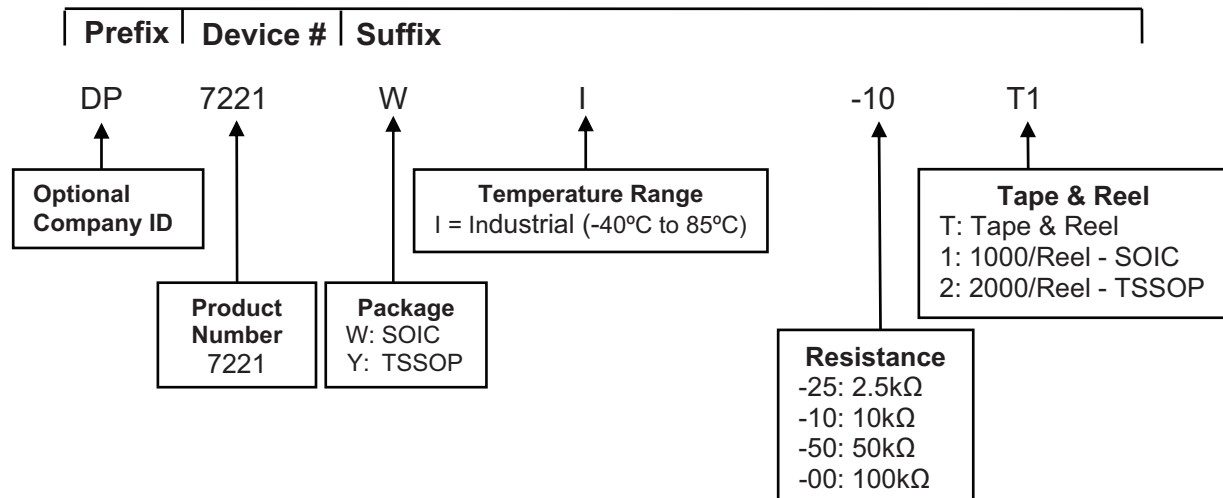 Prefix Device # Suffix
DP 7221 W I -10 T1
Optional
Company ID
Product
Number
7221
Package
W: SOIC
Y: TSSOP
Temperature Range
I = Industrial (-40ºC to 85ºC)
Resistance
-25: 2.5kΩ
-10: 10kΩ
-50: 50kΩ
-00: 100kΩ
Tape & Reel
T: Tape & Reel
1: 1000/Reel - SOIC
2: 2000/Reel - TSSOP